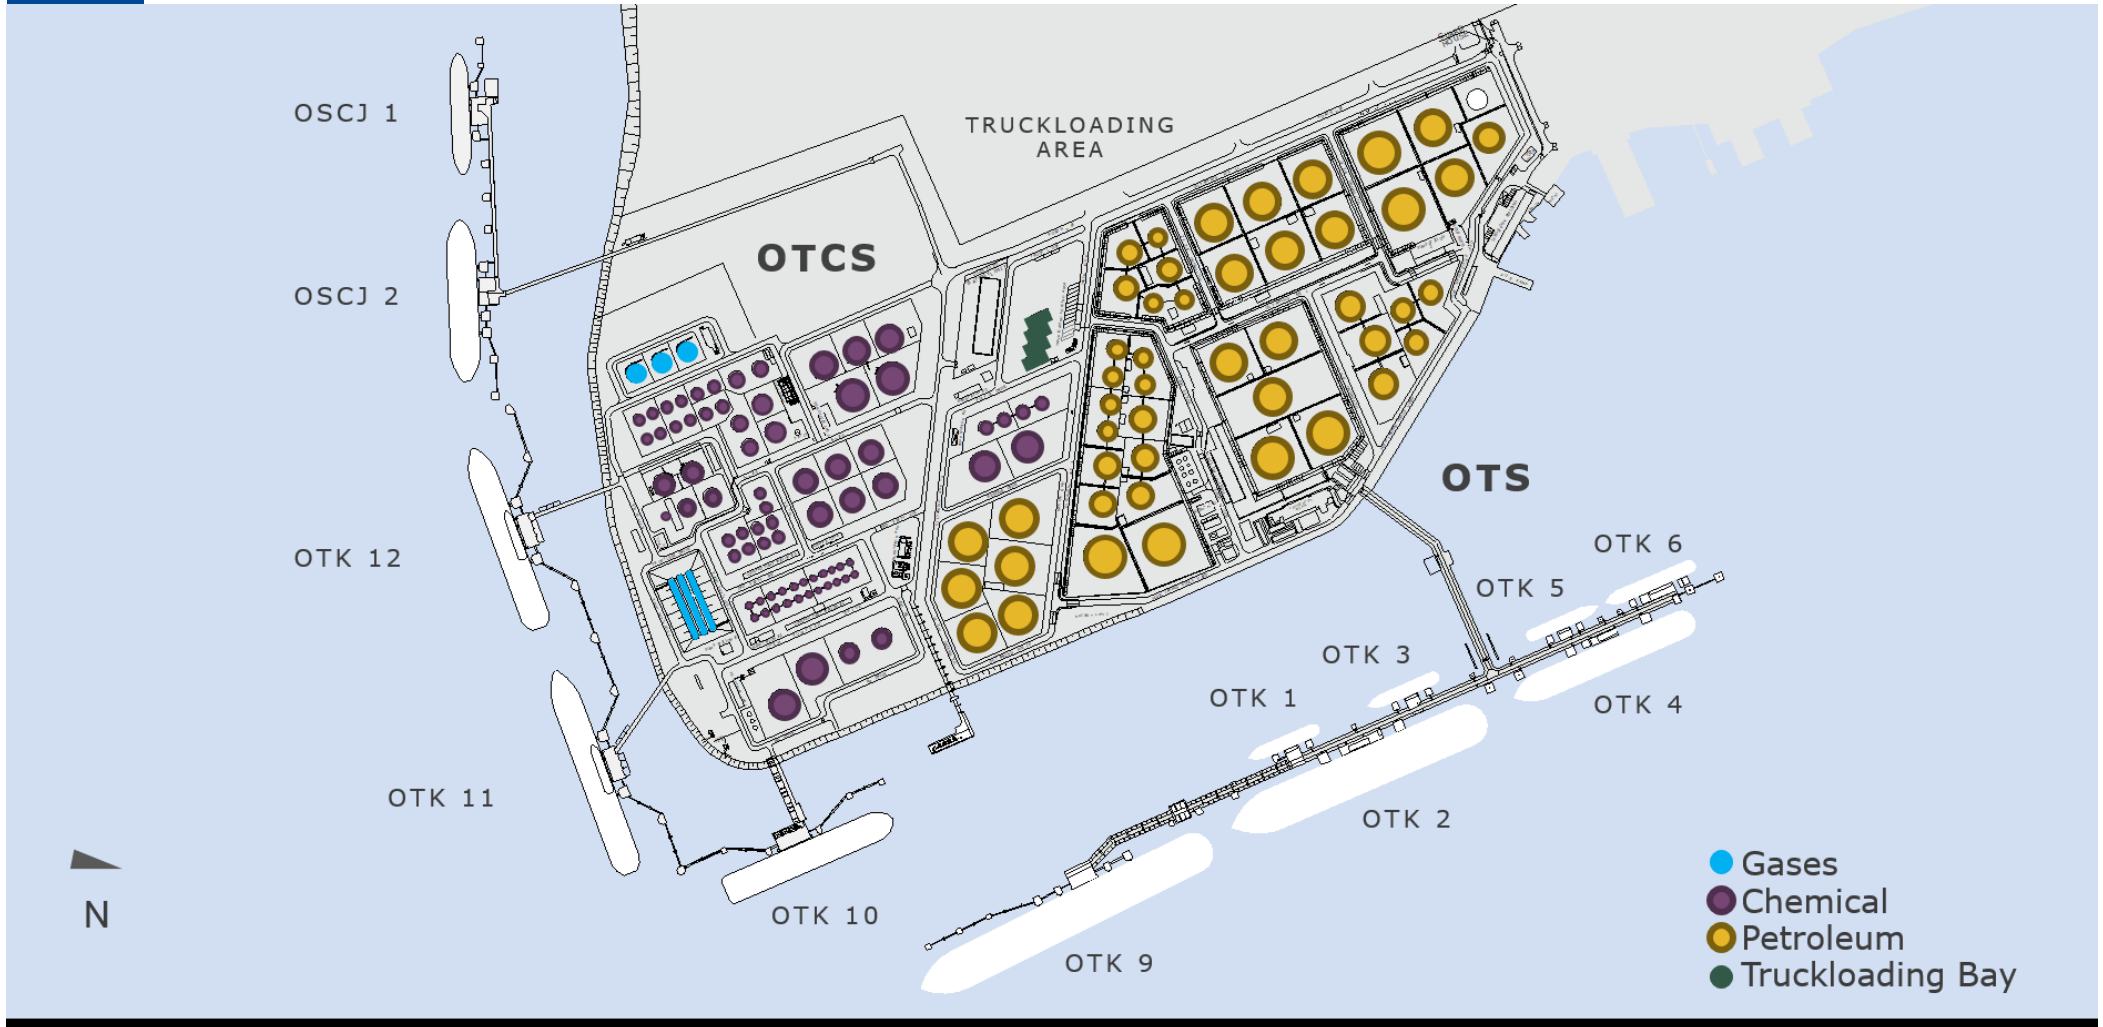 OSCJ 1
TRUCKLOADING
AREA
OTCS
OSCJ 2
OTS
OTK 12
OTK 6
OTK 5
OTK 3
OTK 1
OTK 4
OTK 11
OTK 2
Gases
Chemical
N
OTK 10
Petroleum
OTK 9
Truckloading Bay